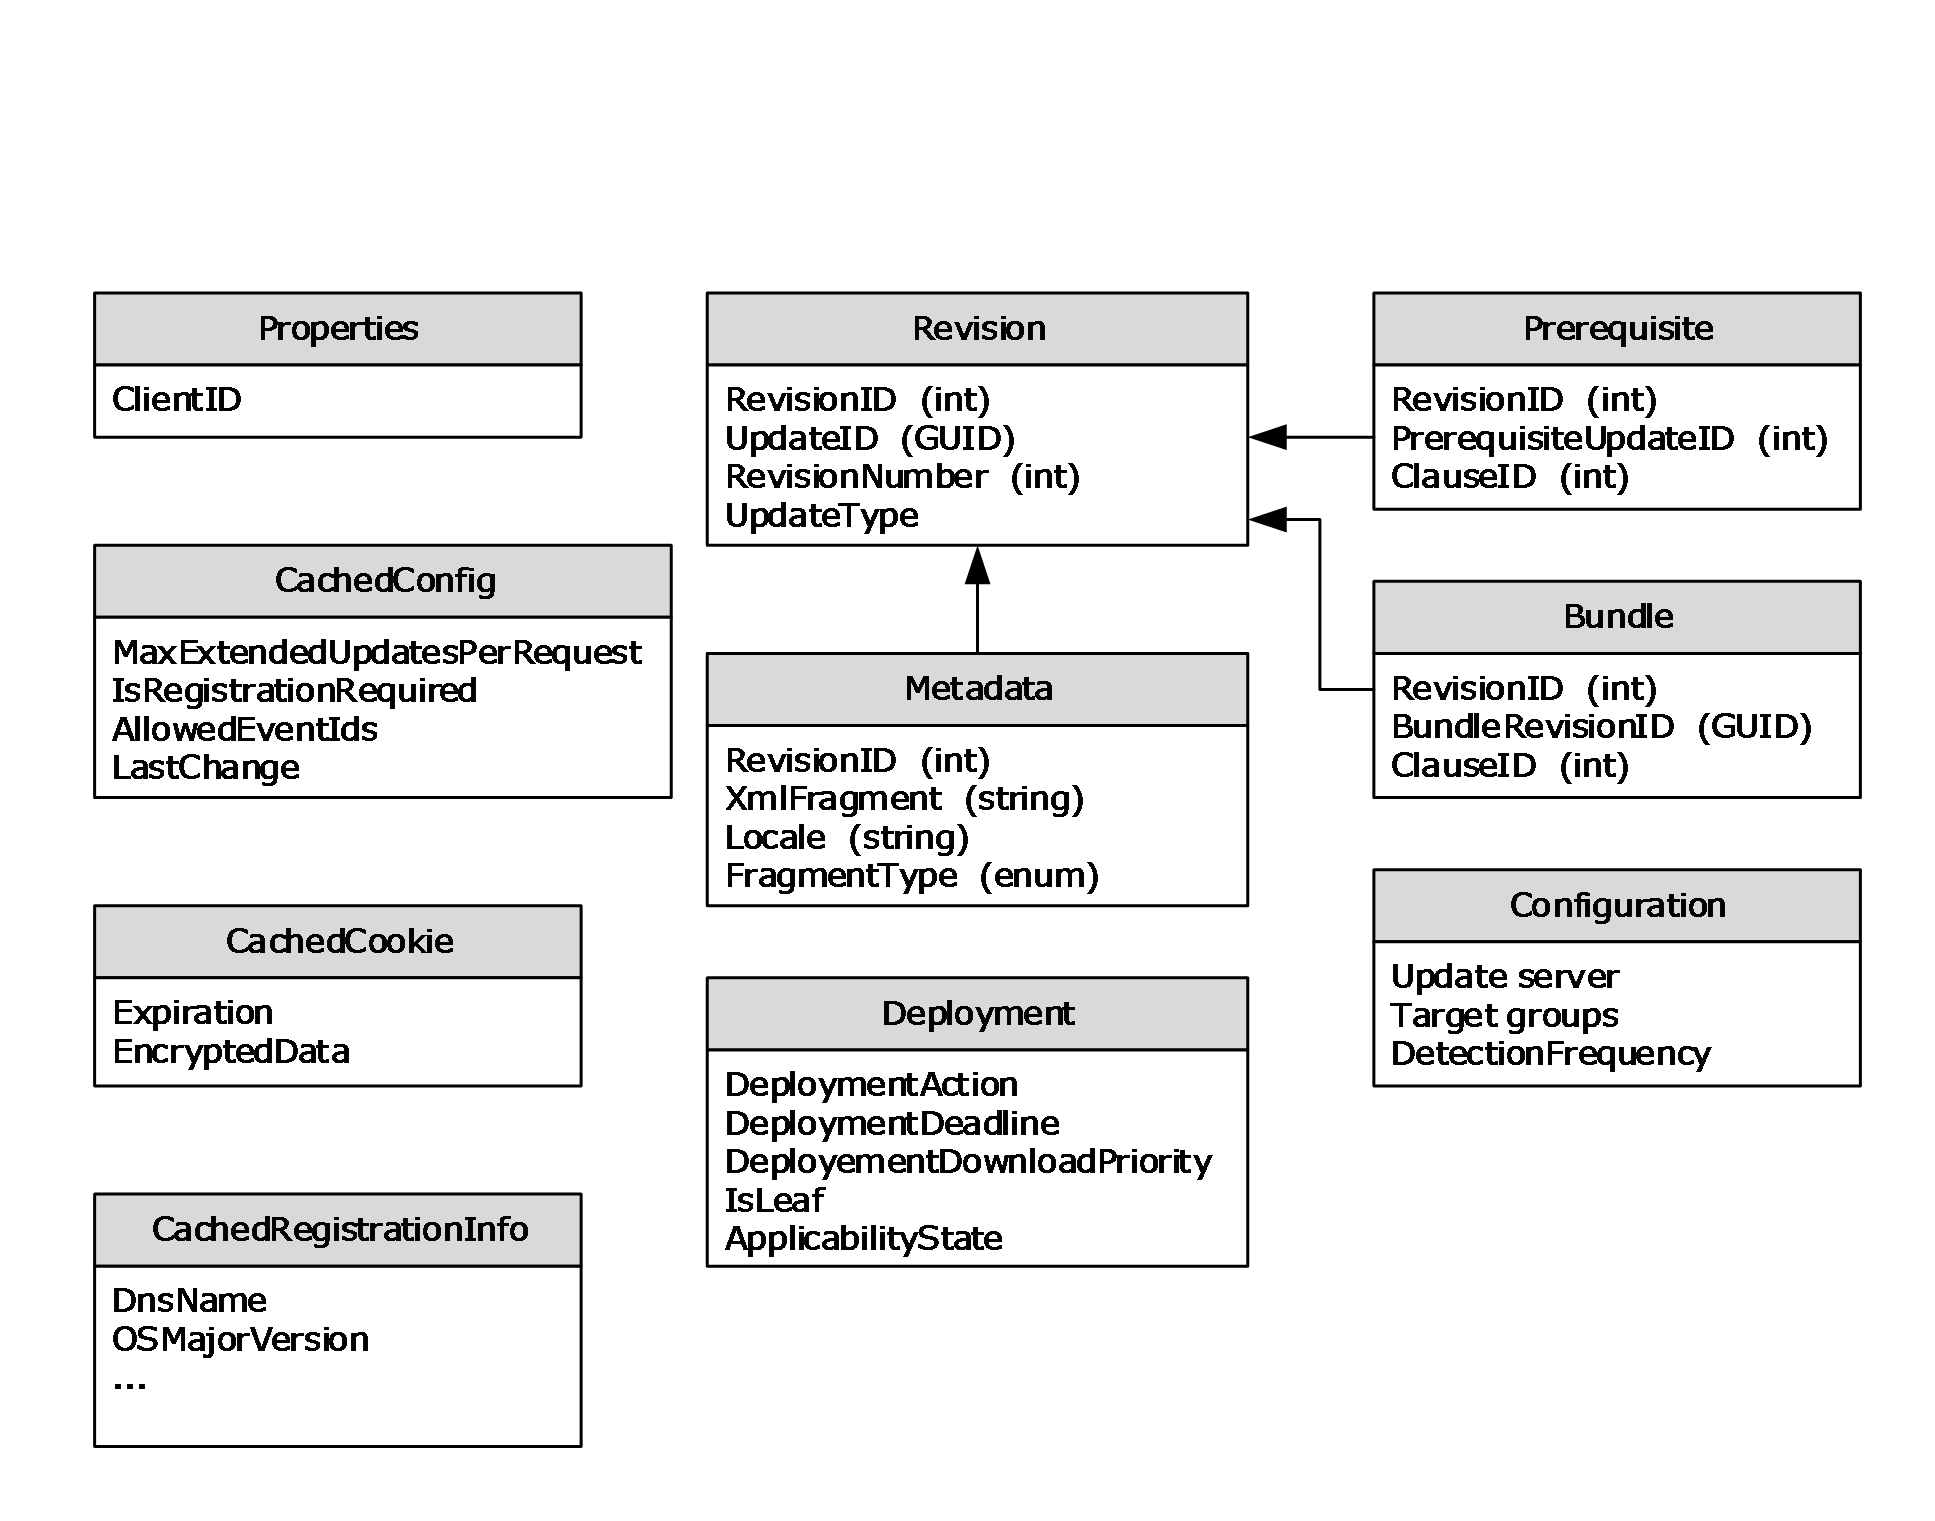 Properties
ClientID
CachedConfig
MaxExtendedUpdatesPerRequest
IsRegistrationRequired
AllowedEventIds
LastChange
CachedCookie
Expiration
EncryptedData
CachedRegistrationInfo
DnsName
OSMajorVersion
...
Revision
RevisionID (int)
UpdateID (GUID)
RevisionNumber (int)
UpdateType
Metadata
RevisionID (int)
XmlFragment (string)
Locale (string)
FragmentType (enum)
Deployment
DeploymentAction
DeploymentDeadline
DeployementDownloadPriority
IsLeaf
ApplicabilityState
Prerequisite
RevisionID (int)
PrerequisiteUpdateID (int)
ClauseID (int)
Bundle
RevisionID (int)
BundleRevisionID (GUID)
ClauseID (int)
Configuration
Update server
Target groups
DetectionFrequency